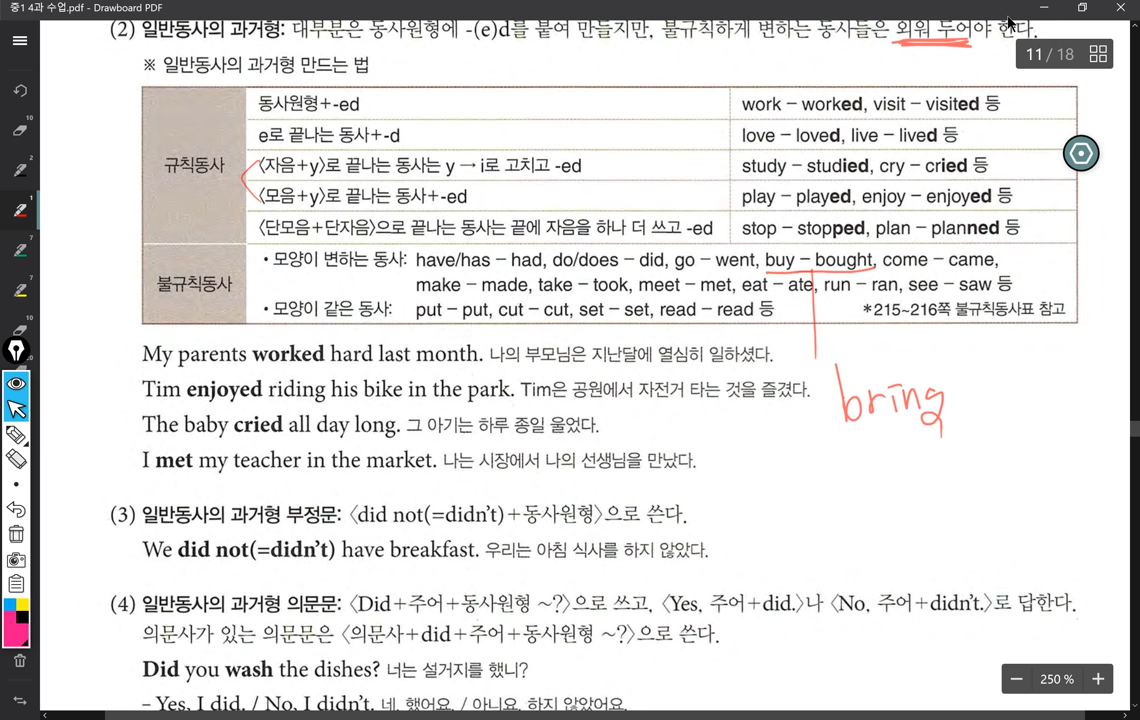 중1 4과 수업.pdf - Drawboard PDF
(2) 일반동사의 과거형: 대부분은 동사원형에 -(e)d를 붙여 만들지만, 불규칙하게 변하는 동사들은 외워 두어야 한다.
11 / 18
※ 일반동사의 과거형 만드는 법
규칙동사
동사원형+-ed
work – worked, visit – visited 등
e로 끝나는 동사+-d
love – loved, live – lived 등
〈자음+y〉로 끝나는 동사는 y → i로 고치고 -ed
study – studied, cry – cried 등
〈모음+y〉로 끝나는 동사+-ed
play – played, enjoy – enjoyed 등
〈단모음+단자음〉으로 끝나는 동사는 끝에 자음을 하나 더 쓰고 -ed
stop – stopped, plan – planned 등
불규칙동사
• 모양이 변하는 동사: have/has – had, do/does – did, go – went, buy – bought, come – came,
make – made, take – took, meet – met, eat – ate, run – ran, see – saw 등
• 모양이 같은 동사: put – put, cut – cut, set – set, read – read 등
*215~216쪽 불규칙동사표 참고
My parents worked hard last month. 나의 부모님은 지난달에 열심히 일하셨다.
Tim enjoyed riding his bike in the park. Tim은 공원에서 자전거 타는 것을 즐겼다.
bring
The baby cried all day long. 그 아기는 하루 종일 울었다.
I met my teacher in the market. 나는 시장에서 나의 선생님을 만났다.
(3) 일반동사의 과거형 부정문: 〈did not(=didn't)+동사원형〉으로 쓴다.
We did not(=didn't) have breakfast. 우리는 아침 식사를 하지 않았다.
(4) 일반동사의 과거형 의문문: 〈Did+주어+동사원형 ~?〉으로 쓰고, 〈Yes, 주어+did.〉나 〈No, 주어+didn't.〉로 답한다.
의문사가 있는 의문문은 〈의문사+did+주어+동사원형 ~?〉으로 쓴다.
Did you wash the dishes? 너는 설거지를 했니?
– Yes, I did. / No, I didn't. 네, 했어요. / 아니요, 하지 않았어요.
250 %